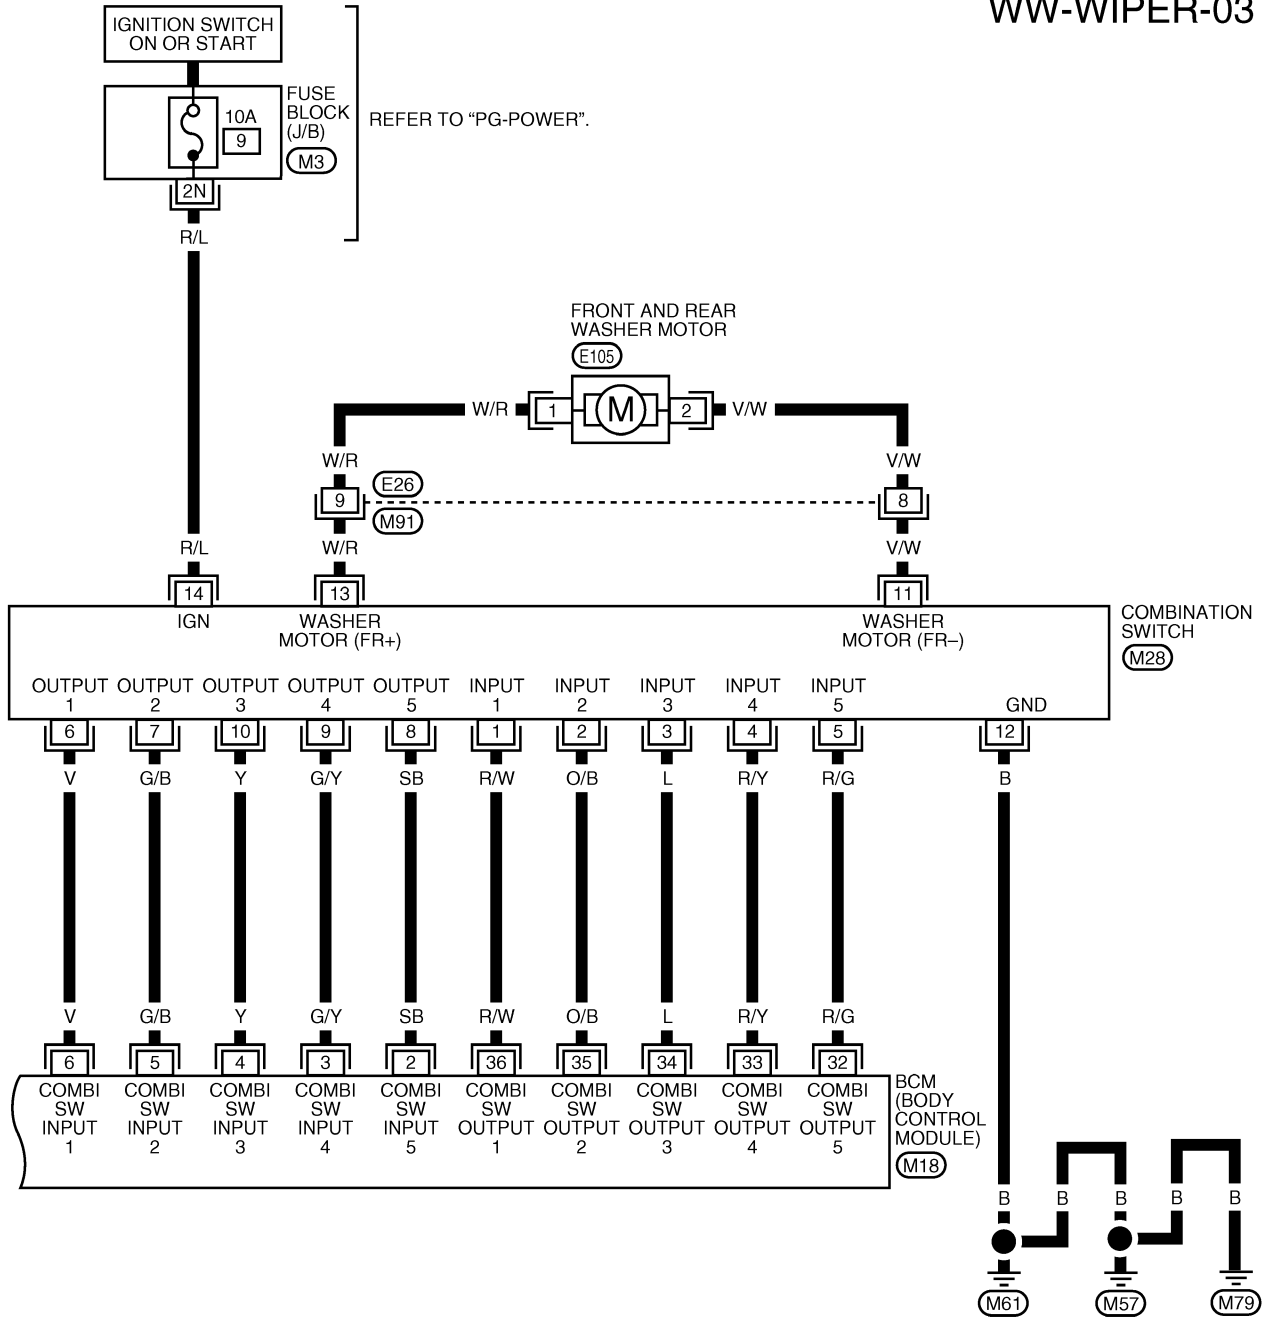 WW-WIPER-03
IGNITION SWITCH
ON OR START
FUSE
BLOCK
(J/B)
M3
10A
9
REFER TO “PG-POWER”.
2N
R/L
FRONT AND REAR
WASHER MOTOR
E105
W/R 1 M 2 V/W
W/R V/W
E26
9 8
M91
R/L W/R V/W
14 13 11
IGN WASHER WASHER
MOTOR (FR+) MOTOR (FR–)
COMBINATION
SWITCH
M28
OUTPUT OUTPUT OUTPUT OUTPUT OUTPUT INPUT INPUT INPUT INPUT INPUT
1 2 3 4 5 1 2 3 4 5 GND
6 7 10 9 8 1 2 3 4 5 12
V G/B Y G/Y SB R/W O/B L R/Y R/G B
V G/B Y G/Y SB R/W O/B L R/Y R/G
6 5 4 3 2 36 35 34 33 32
COMBI COMBI COMBI COMBI COMBI COMBI COMBI COMBI COMBI COMBI
SW SW SW SW SW SW SW SW SW SW
INPUT INPUT INPUT INPUT INPUT OUTPUT OUTPUT OUTPUT OUTPUT OUTPUT
1 2 3 4 5 1 2 3 4 5
BCM
(BODY
CONTROL
MODULE)
M18
B B B B B
M61 M57 M79